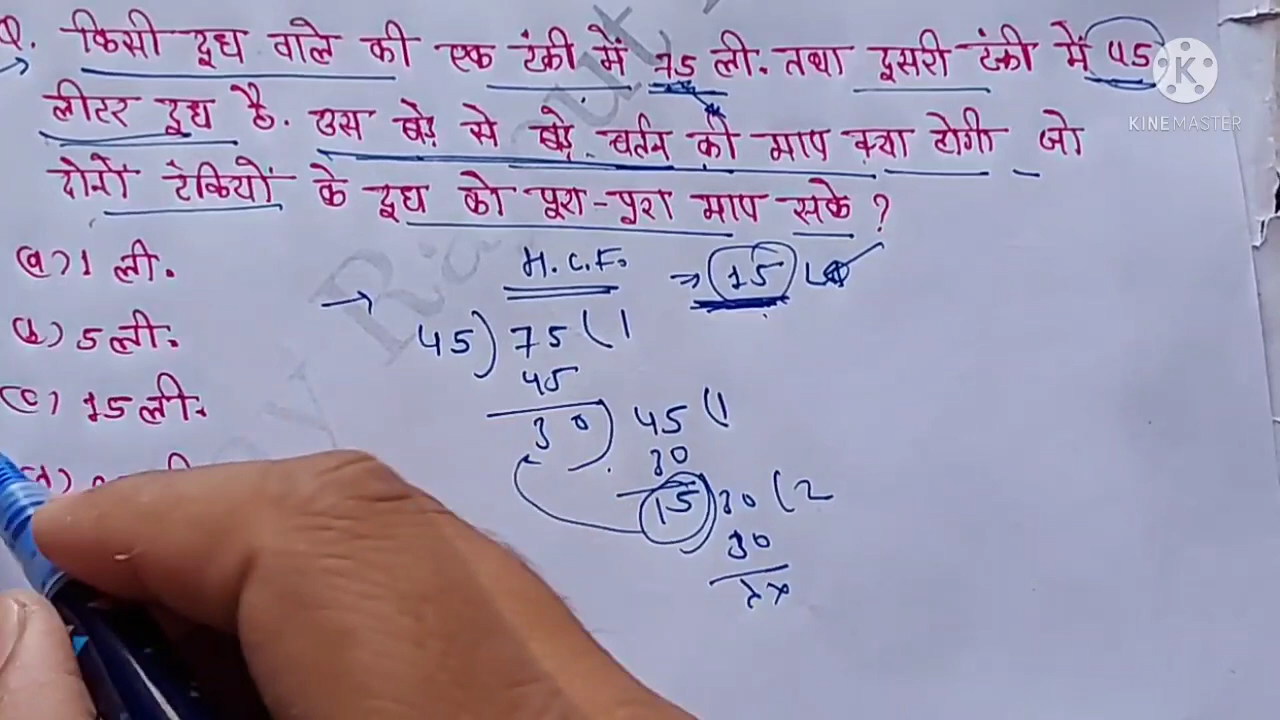 Q. किसी दूध वाले की एक टंकी में 75 ली. तथा दूसरी टंकी में 45
लीटर दूध है. उस बड़े से बड़े बर्तन की माप क्या होगी जो
दोनों टंकियों के दूध को पूरा-पूरा माप सके ?
(a) 1 ली.
(b) 5 ली.
(c) 15 ली.
H.C.F. ⇒ 15
45) 75 (1
45
30) 45 (1
30
15) 30 (2
30
××
KINEMASTER